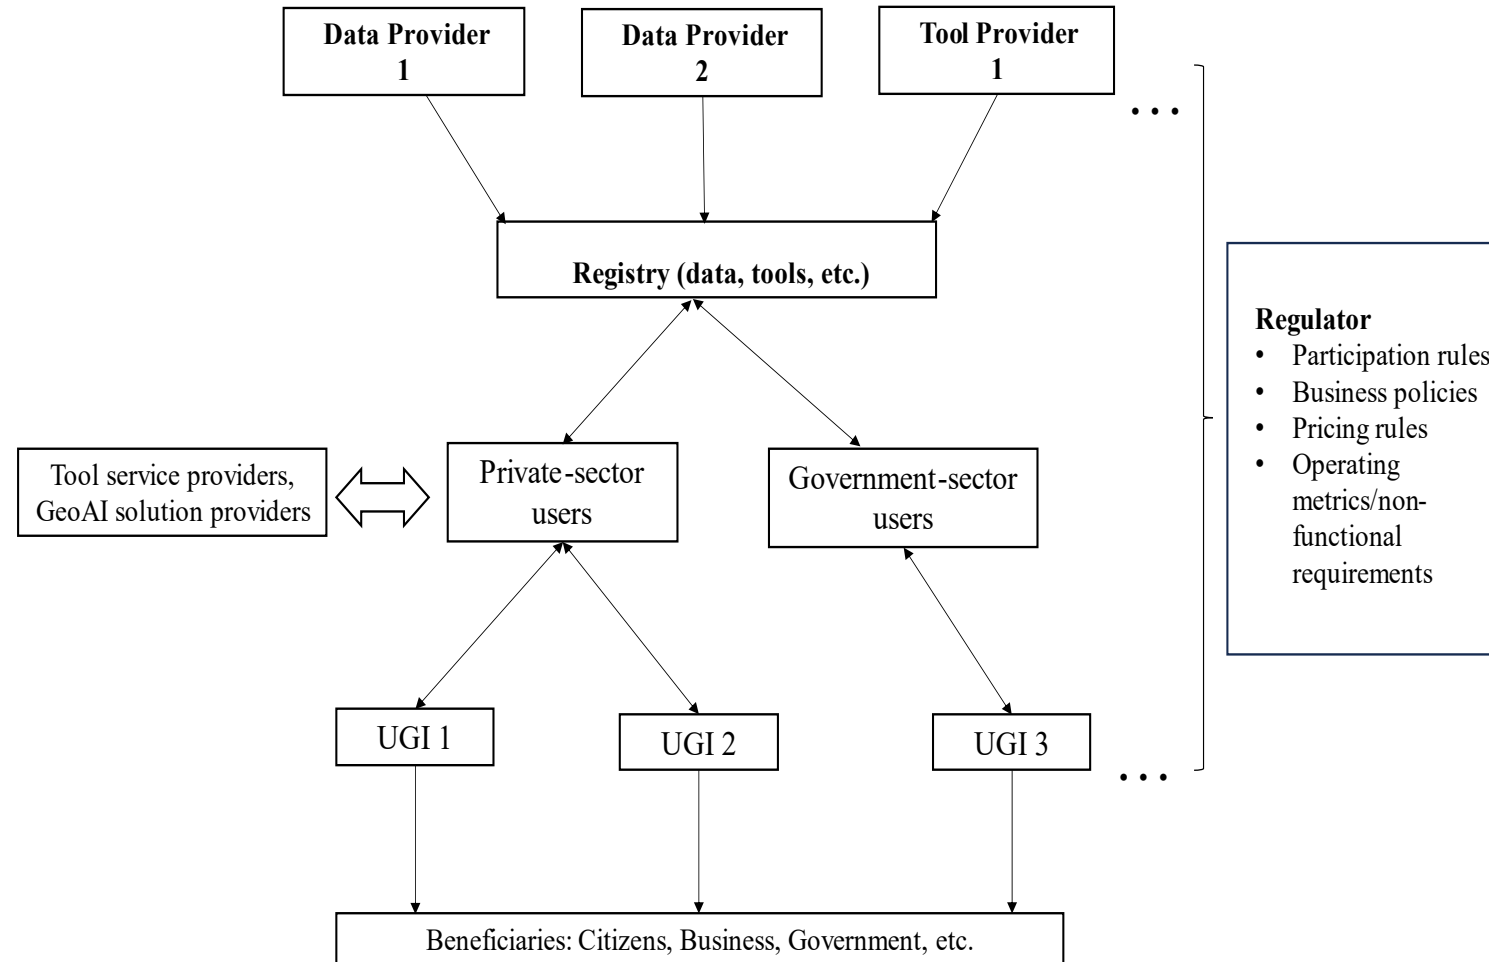 Data Provider
1
Data Provider
2
Tool Provider
1
...
Registry (data, tools, etc.)
Regulator
• Participation rules
• Business policies
• Pricing rules
• Operating
metrics/non-
functional
requirements
Tool service providers,
GeoAI solution providers
Private-sector
users
Government-sector
users
UGI 1
UGI 2
UGI 3
...
Beneficiaries: Citizens, Business, Government, etc.